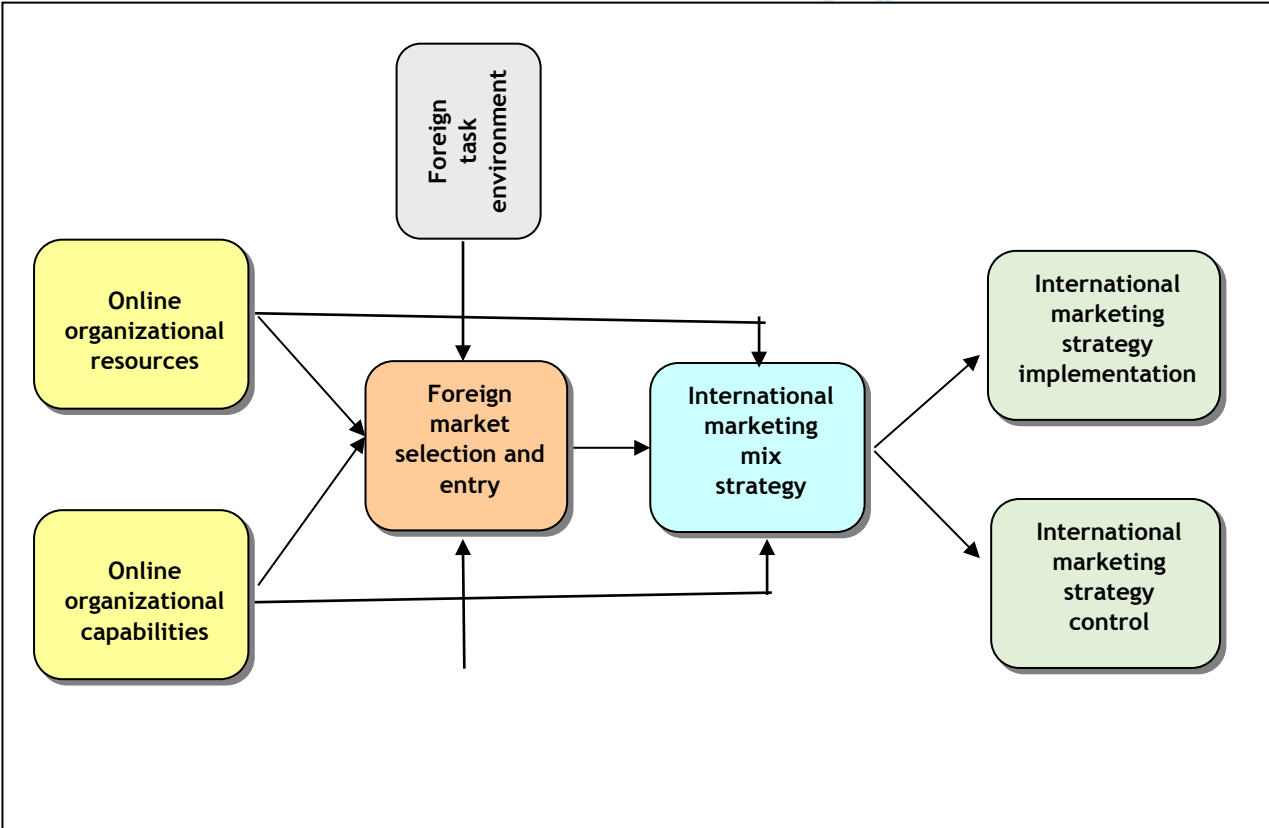 Foreign
task
environment
Online
organizational
resources
Online
organizational
capabilities
Foreign
market
selection and
entry
International
marketing
mix
strategy
International
marketing
strategy
implementation
International
marketing
strategy
control